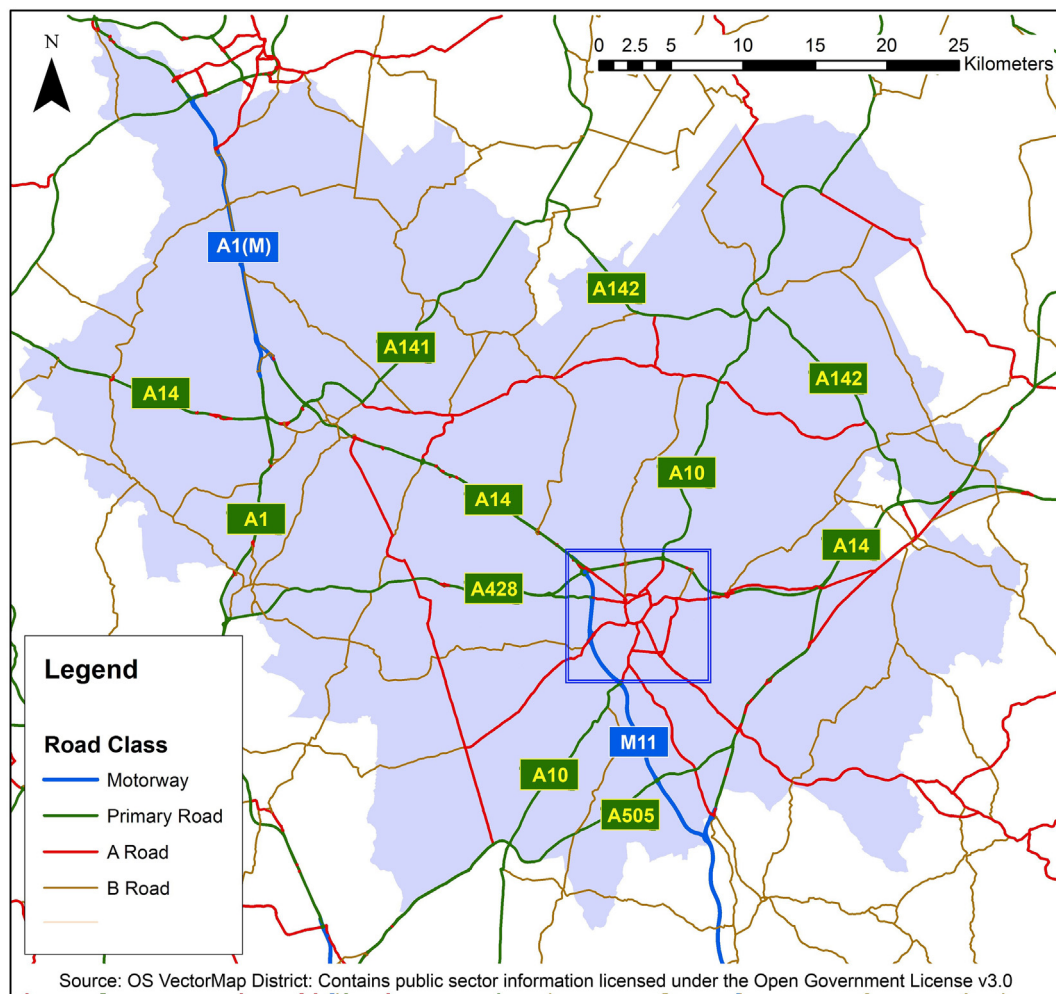 N
0 2.5 5 10 15 20 25
Kilometers
A1(M)
A142
A141
A142
A14
A10
A14
A1
A14
A428
M11
A10
A505
Legend
Road Class
Motorway
Primary Road
A Road
B Road
Source: OS VectorMap District: Contains public sector information licensed under the Open Government License v3.0